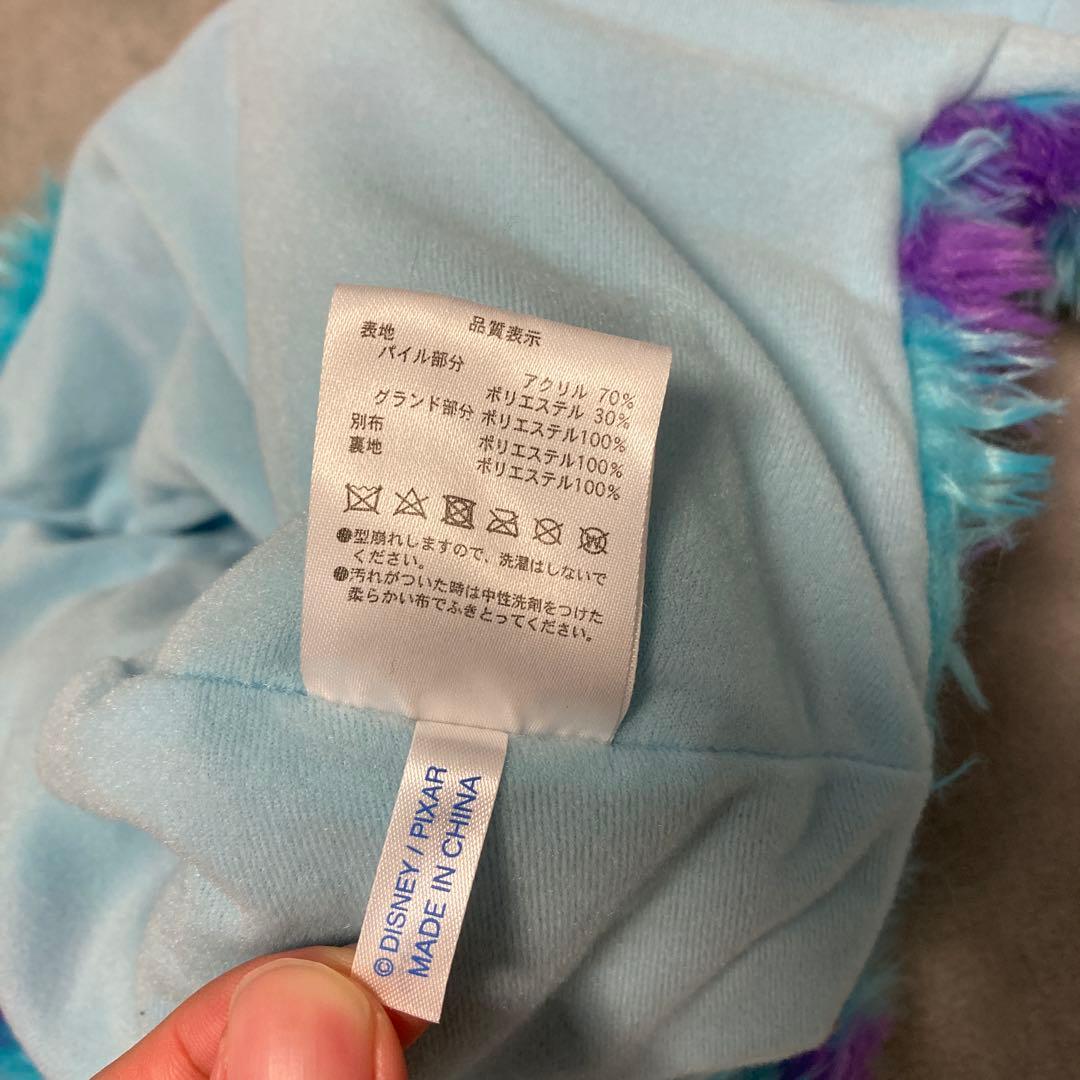 品質表示
表地
パイル部分 アクリル 70%
ポリエステル 30%
グランド部分 ポリエステル100%
別布 ポリエステル100%
裏地 ポリエステル100%
型崩れしますので、洗濯はしないで
ください。
汚れがついた時は中性洗剤をつけた
柔らかい布でふきとってください。
© DISNEY / PIXAR
MADE IN CHINA